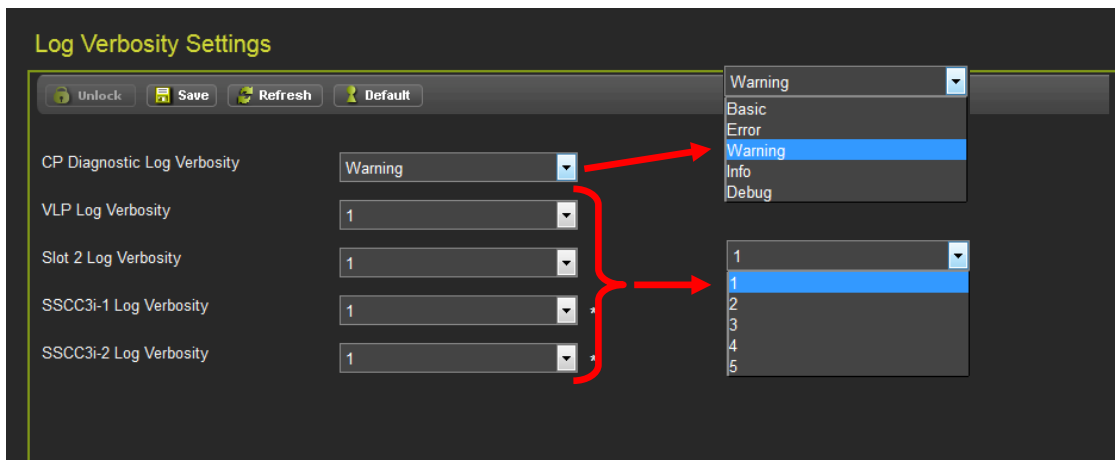 Log Verbosity Settings
Unlock Save Refresh Default
Warning
Basic
Error
Warning
Info
Debug
CP Diagnostic Log Verbosity Warning
VLP Log Verbosity 1
Slot 2 Log Verbosity 1
SSCC3i-1 Log Verbosity 1 *
SSCC3i-2 Log Verbosity 1 *
1
1
2
3
4
5